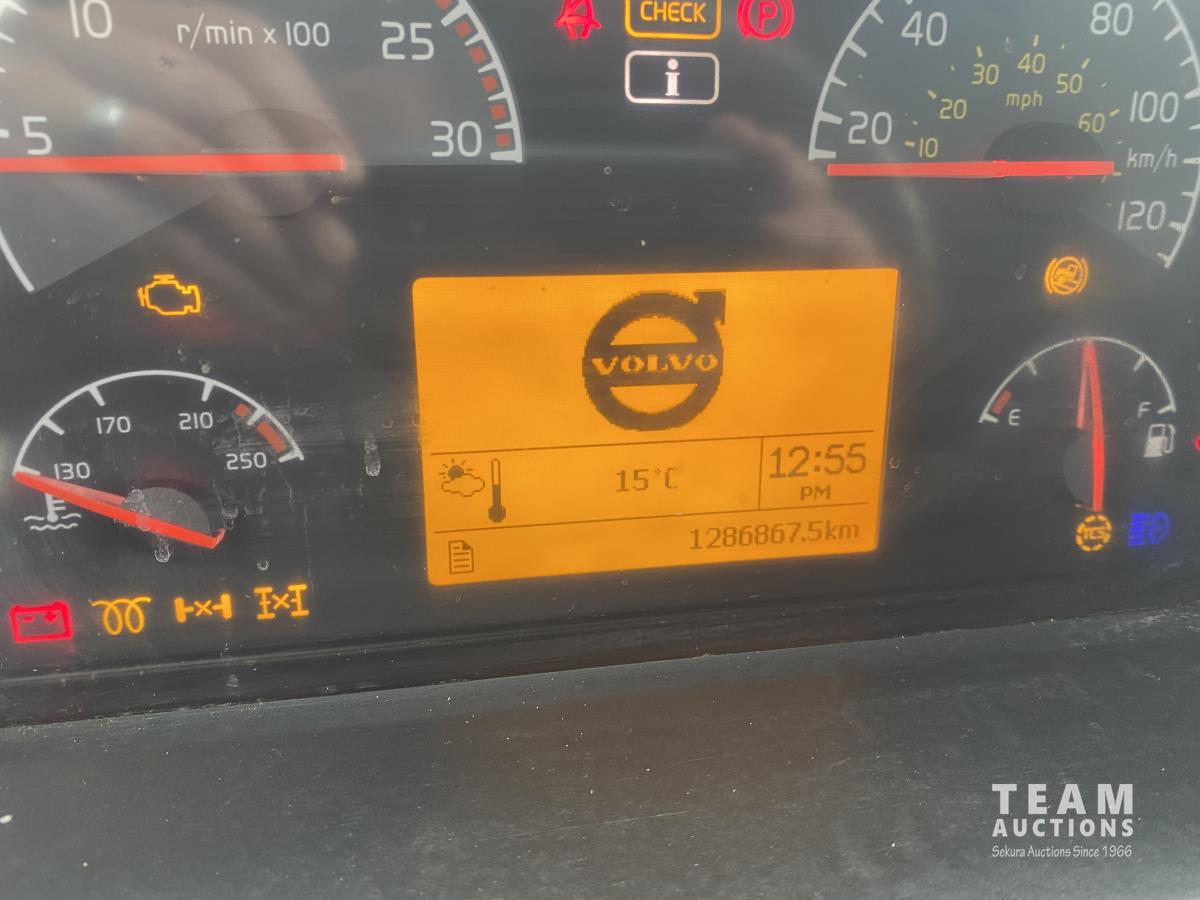 10
r/min x 100
25
5
30
CHECK
P
i
40
80
30
40
50
20
mph
60
100
20
10
km/h
120
VOLVO
15°C
12:55
PM
1286867.5km
170
210
130
250
E
F
TCS
TEAM
AUCTIONS
Sekura Auctions Since 1966